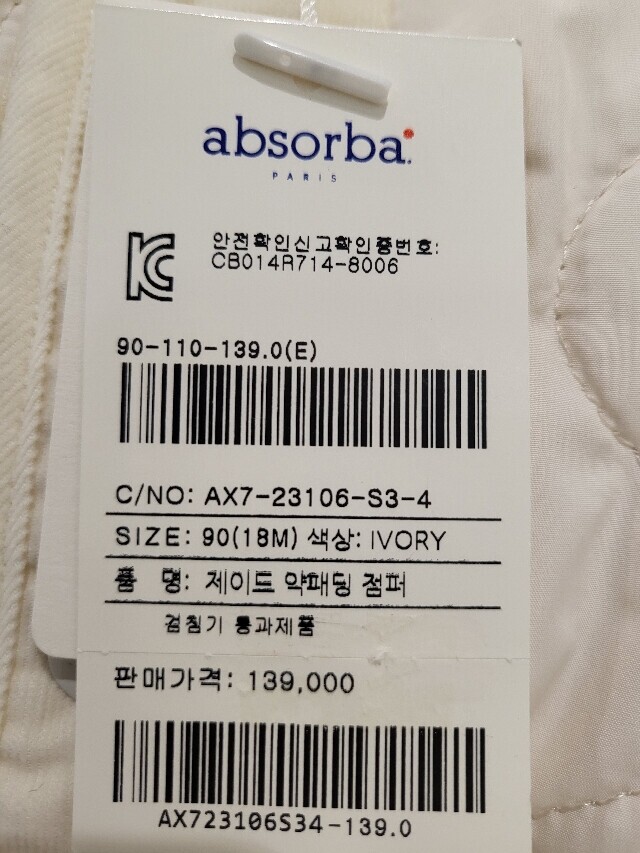 absorba.
PARIS
안전확인신고확인증번호:
CB014R714-8006
90-110-139.0(E)
C/NO: AX7-23106-S3-4
SIZE: 90(18M) 색상: IVORY
품 명: 제이드 약패딩 점퍼
검침기 통과제품
판매가격: 139,000
AX723106S34-139.0